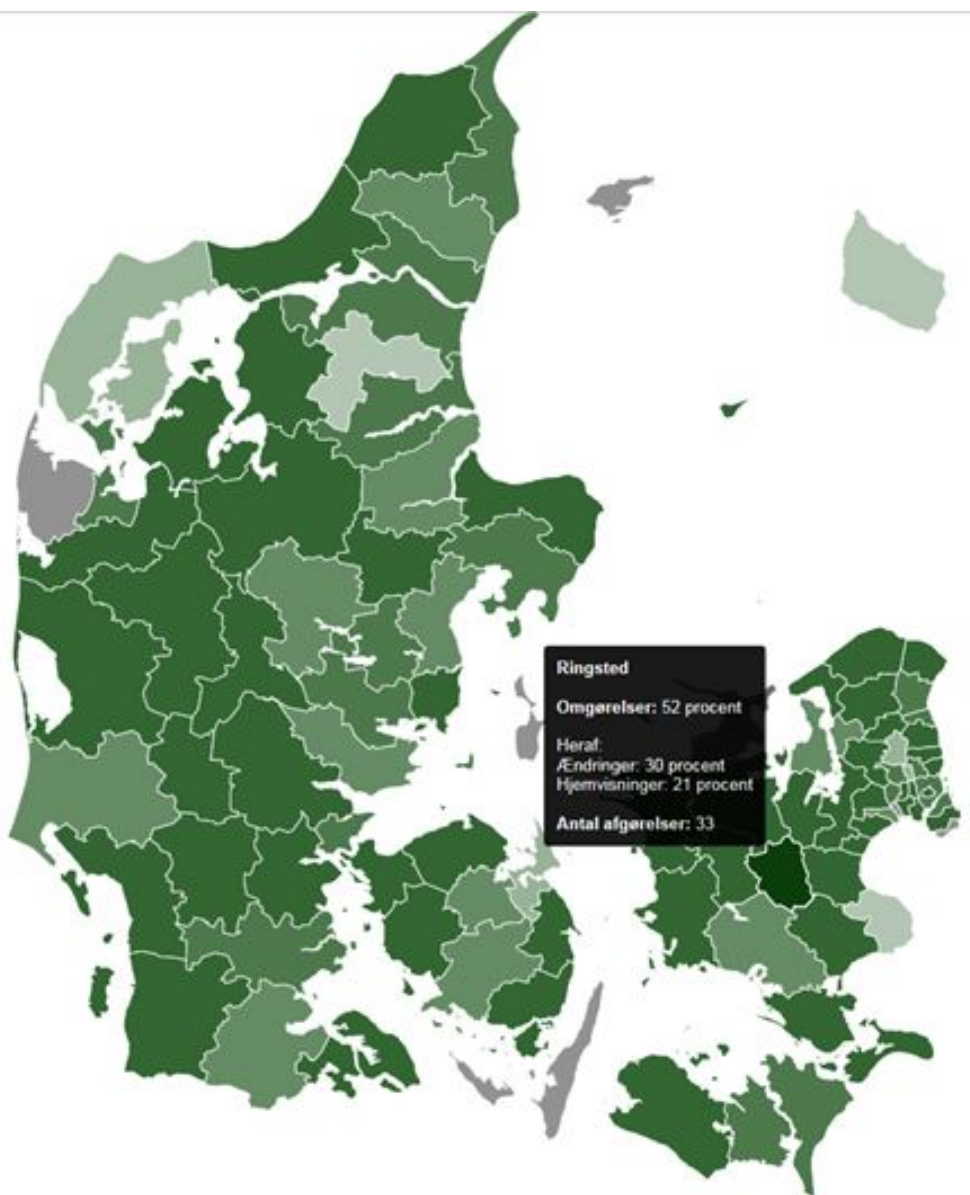 Ringsted
Omgørelser: 52 procent
Heraf:
Ændringer: 30 procent
Hjemvisninger: 21 procent
Antal afgørelser: 33